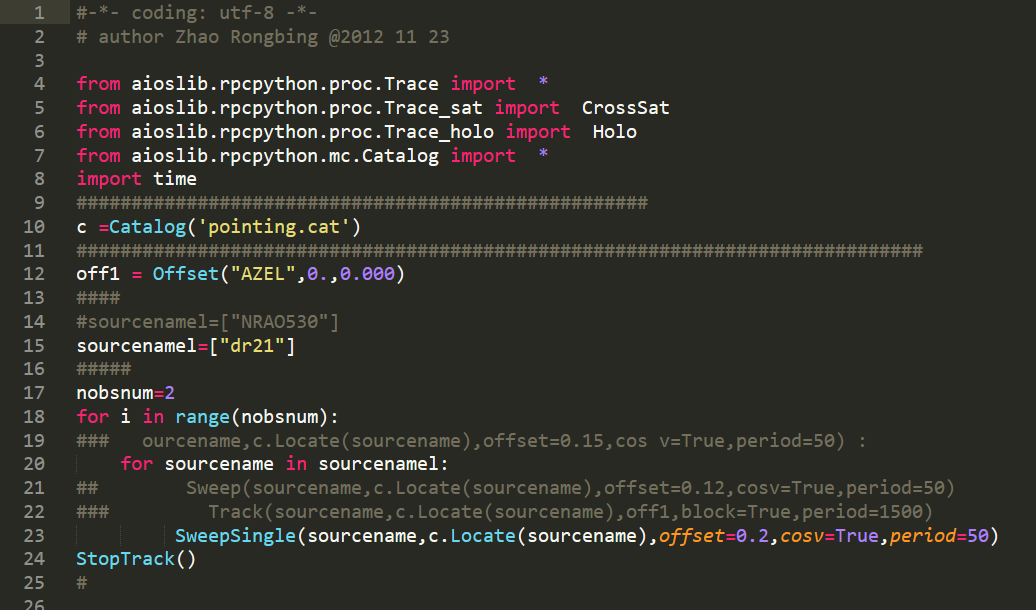 1 #-*- coding: utf-8 -*-
2 # author Zhao Rongbing @2012 11 23
3
4 from aioslib.rpcpython.proc.Trace import  *
5 from aioslib.rpcpython.proc.Trace_sat import  CrossSat
6 from aioslib.rpcpython.proc.Trace_holo import  Holo
7 from aioslib.rpcpython.mc.Catalog import  *
8 import time
9 ####################################################
10 c =Catalog('pointing.cat')
11 #############################################################################
12 off1 = Offset("AZEL",0.,0.000)
13 ####
14 #sourcenamel=["NRAO530"]
15 sourcenamel=["dr21"]
16 #####
17 nobsnum=2
18 for i in range(nobsnum):
19 ###   ourcename,c.Locate(sourcename),offset=0.15,cos v=True,period=50) :
20     for sourcename in sourcenamel:
21 ##        Sweep(sourcename,c.Locate(sourcename),offset=0.12,cosv=True,period=50)
22 ###         Track(sourcename,c.Locate(sourcename),off1,block=True,period=1500)
23          SweepSingle(sourcename,c.Locate(sourcename),offset=0.2,cosv=True,period=50)
24 StopTrack()
25 #
26